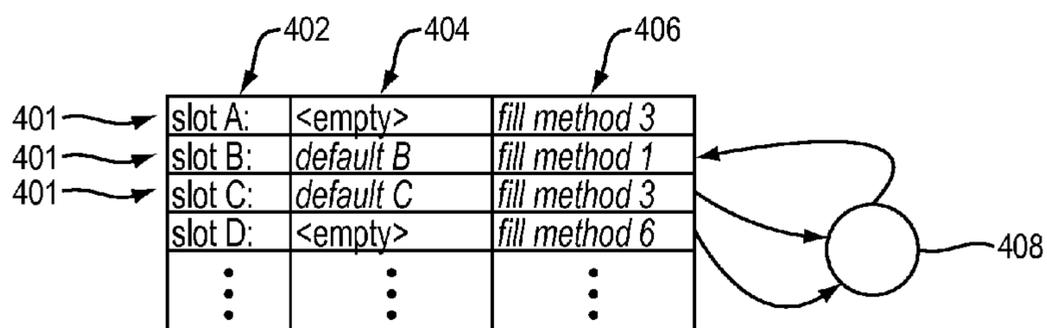 402 404 406
401 slot A: <empty> fill method 3
401 slot B: default B fill method 1
401 slot C: default C fill method 3
slot D: <empty> fill method 6
408